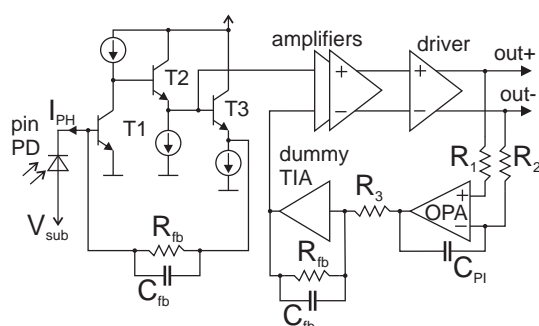 amplifiers
driver
out+
out-
T2
T3
T1
I_PH
pin
PD
V_sub
R_fb
C_fb
dummy
TIA
+
−
+
−
R_1
R_2
R_3
OPA
+
−
C_PI
R_fb
C_fb